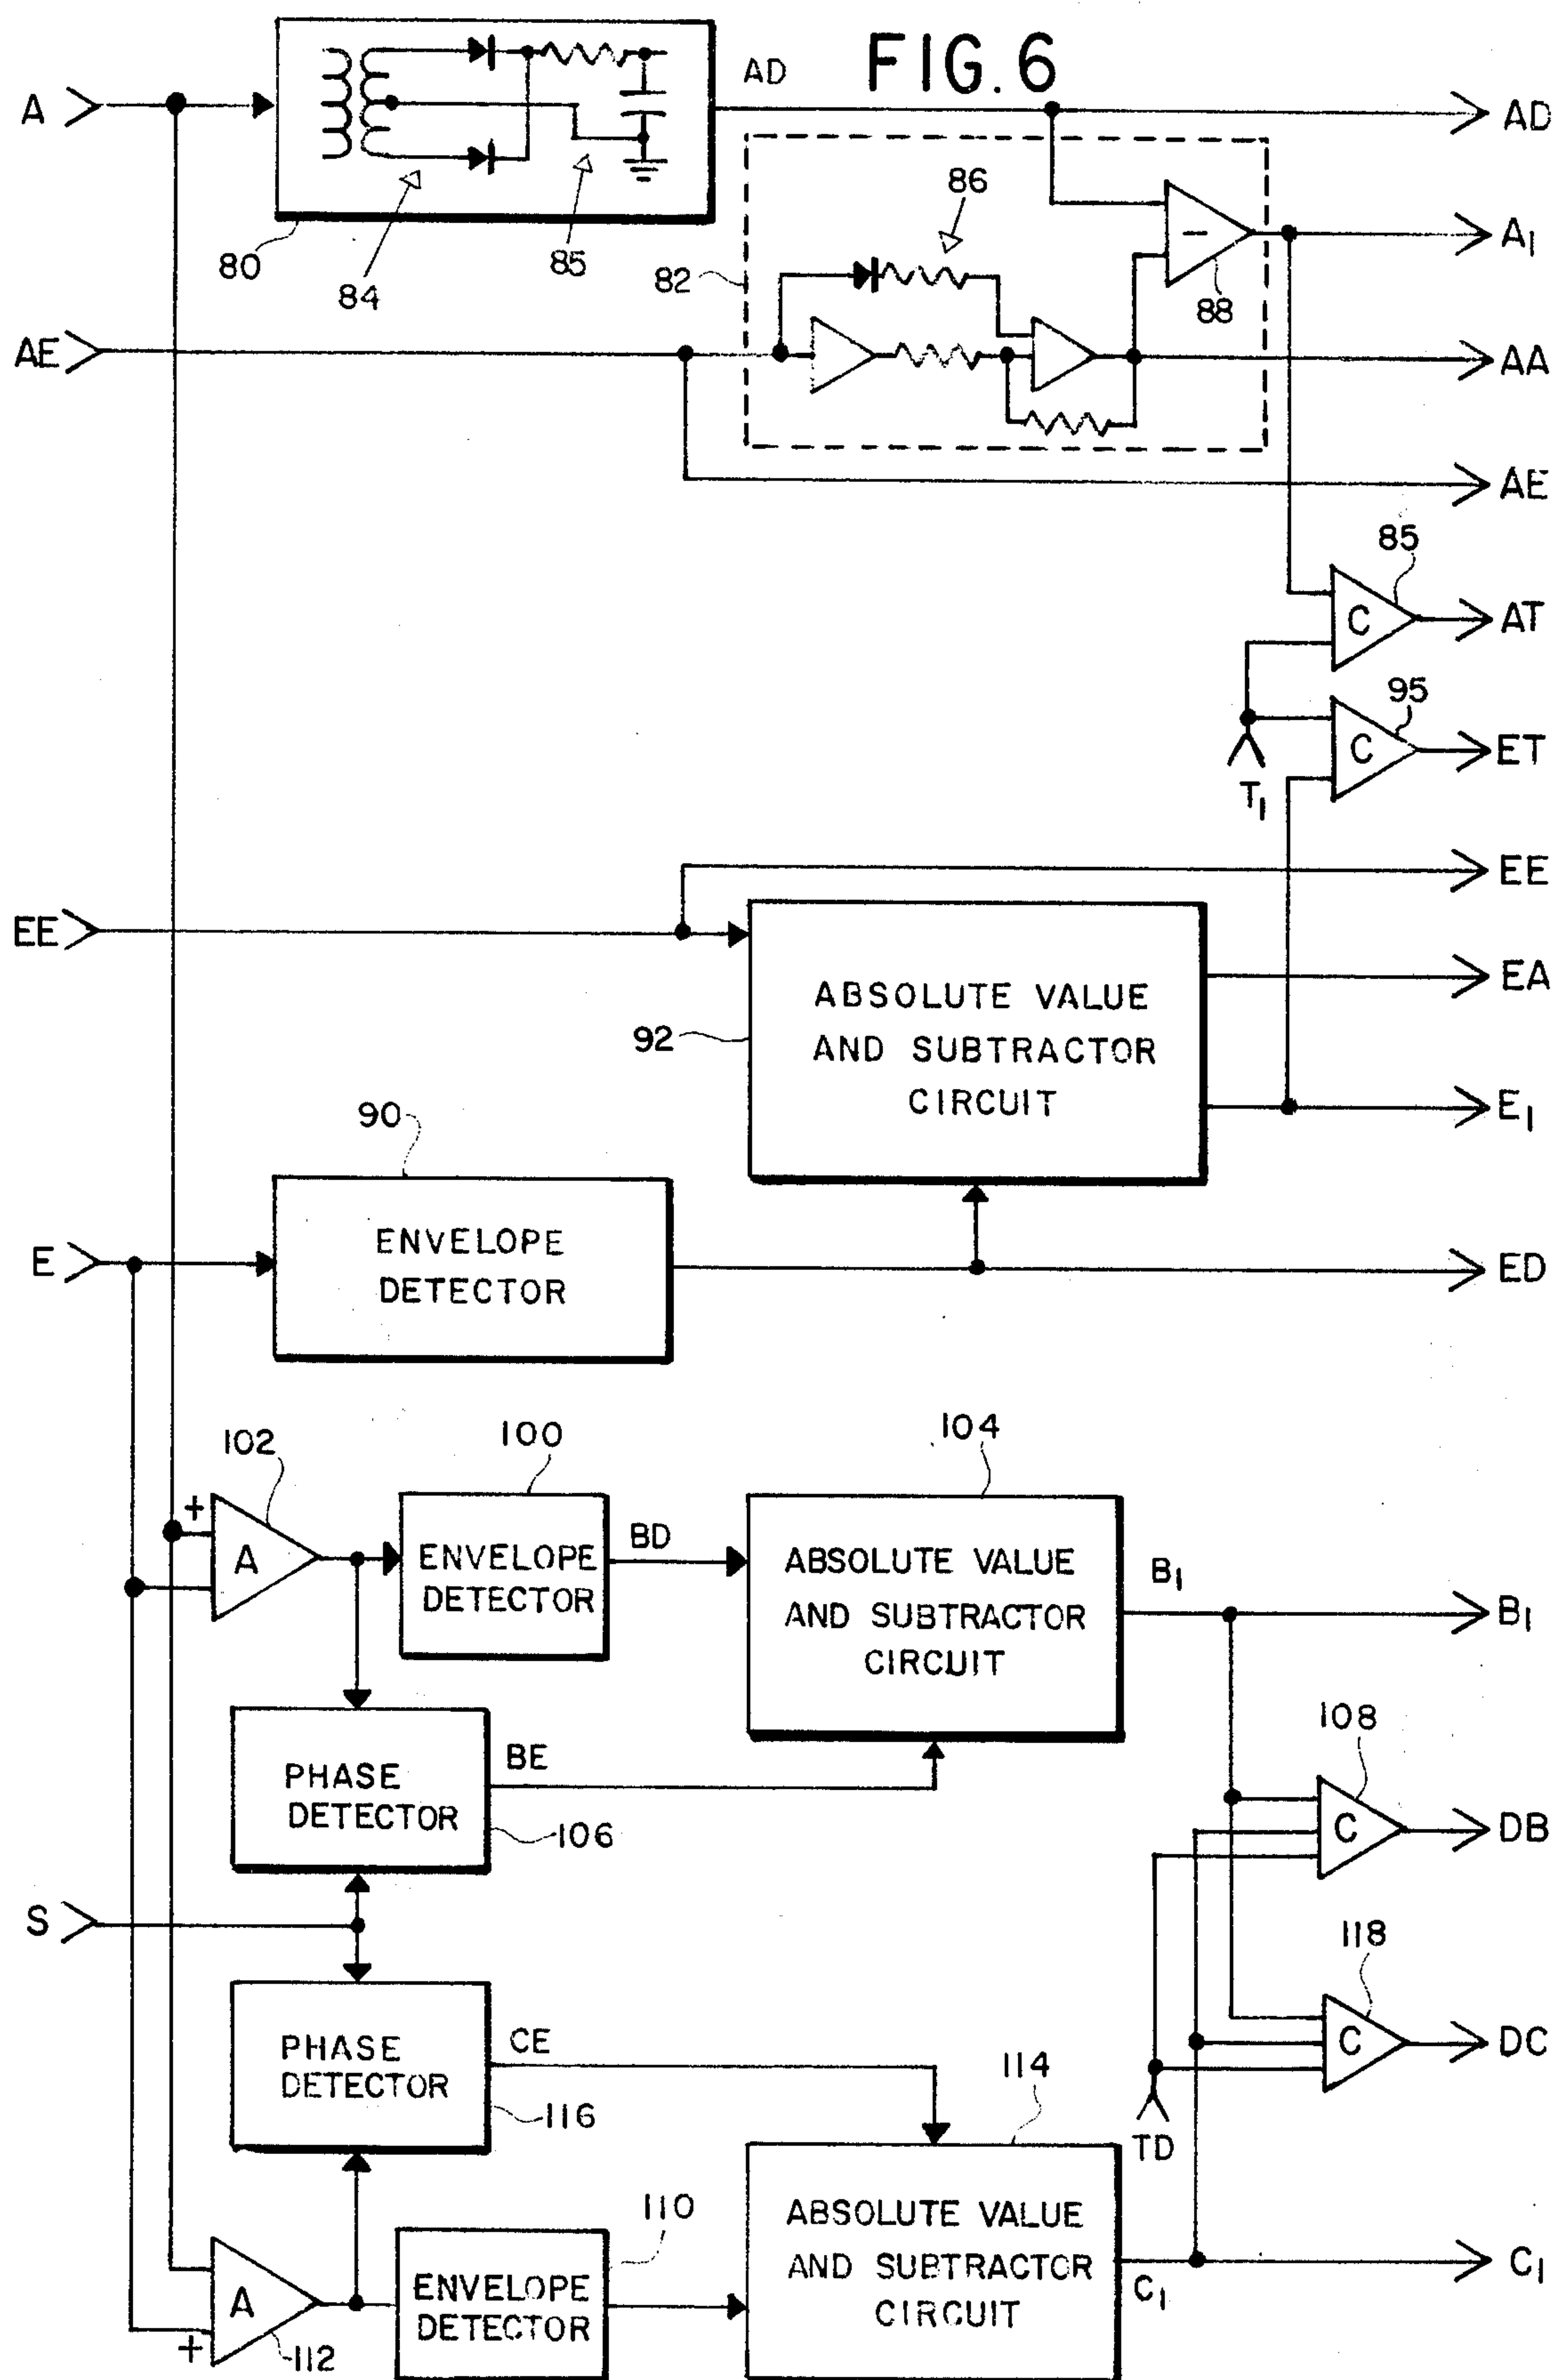 FIG. 6
A
AD
AD
80
84
85
86
82
88
A1
AE
AA
AE
85
AT
95
ET
T1
EE
EE
ABSOLUTE VALUE
AND SUBTRACTOR
CIRCUIT
92
EA
E1
90
E
ENVELOPE
DETECTOR
ED
102
100
104
+
A
ENVELOPE
DETECTOR
BD
ABSOLUTE VALUE
AND SUBTRACTOR
CIRCUIT
B1
B1
PHASE
DETECTOR
BE
106
108
C
DB
S
118
PHASE
DETECTOR
CE
116
114
C
DC
TD
110
A
+
112
ENVELOPE
DETECTOR
ABSOLUTE VALUE
AND SUBTRACTOR
CIRCUIT
C1
C1
C
C
−